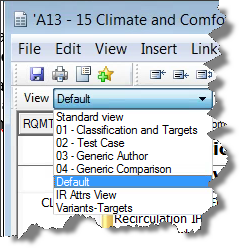 'A13 - 15 Climate and Comfo
File Edit View Insert Link
View Default
RQMT
Standard view
01 - Classification and Targets
02 - Test Case
03 - Generic Author
04 - Generic Comparison
Default
IR Attrs View
Variants-Targets
CL
Recirculation